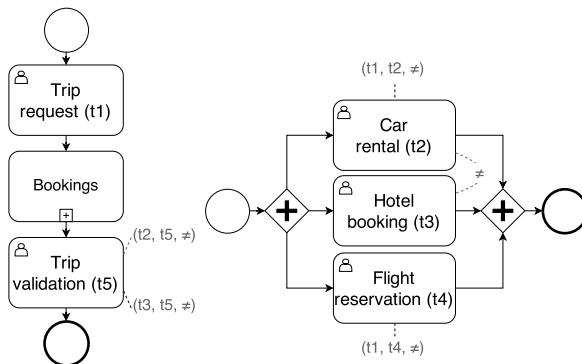 Trip
request (t1)
Bookings
+
Trip
validation (t5)
(t2, t5, ≠)
(t3, t5, ≠)
(t1, t2, ≠)
Car
rental (t2)
≠
Hotel
booking (t3)
Flight
reservation (t4)
(t1, t4, ≠)